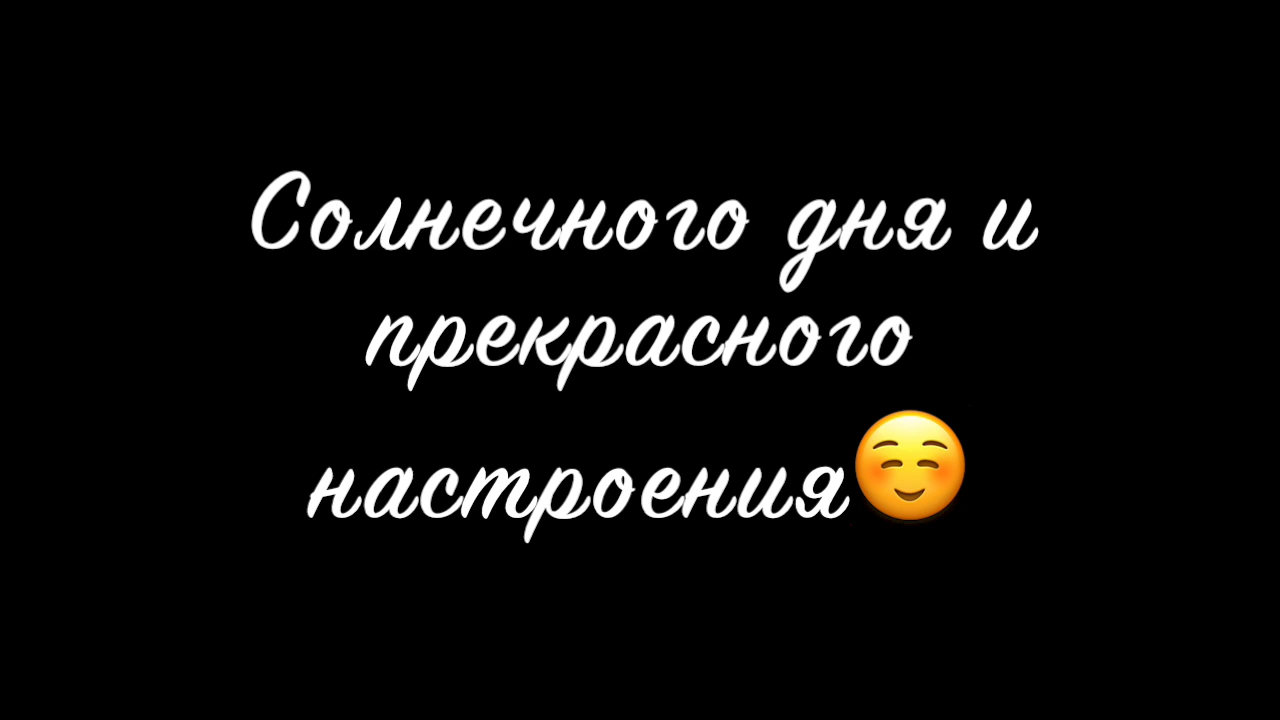 Солнечного дня и
прекрасного
настроения☺️